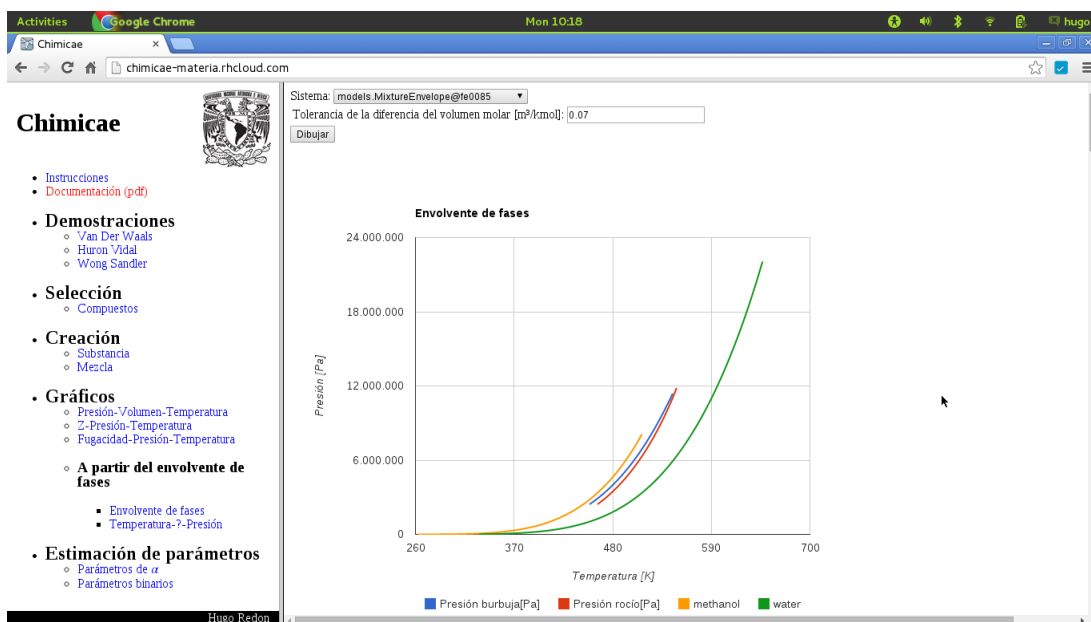 Activities
Google Chrome
Mon 10:18
hugo
Chimicae
chimicae-materia.rhcloud.com
Chimicae
Instrucciones
Documentación (pdf)
Demostraciones
Van Der Waals
Huron Vidal
Wong Sandler
Selección
Compuestos
Creación
Substancia
Mezcla
Gráficos
Presión-Volumen-Temperatura
Z-Presión-Temperatura
Fugacidad-Presión-Temperatura
A partir del envolvente de
fases
Envolvente de fases
Temperatura-?-Presión
Estimación de parámetros
Parámetros de α
Parámetros binarios
Hugo Redon
Sistema: models.MixtureEnvelope@fe0085
Tolerancia de la diferencia del volumen molar [m³/kmol]: 0.07
Dibujar
Envolvente de fases
24.000.000
18.000.000
12.000.000
6.000.000
0
Presión [Pa]
260 370 480 590 700
Temperatura [K]
Presión burbuja[Pa] Presión rocío[Pa] methanol water